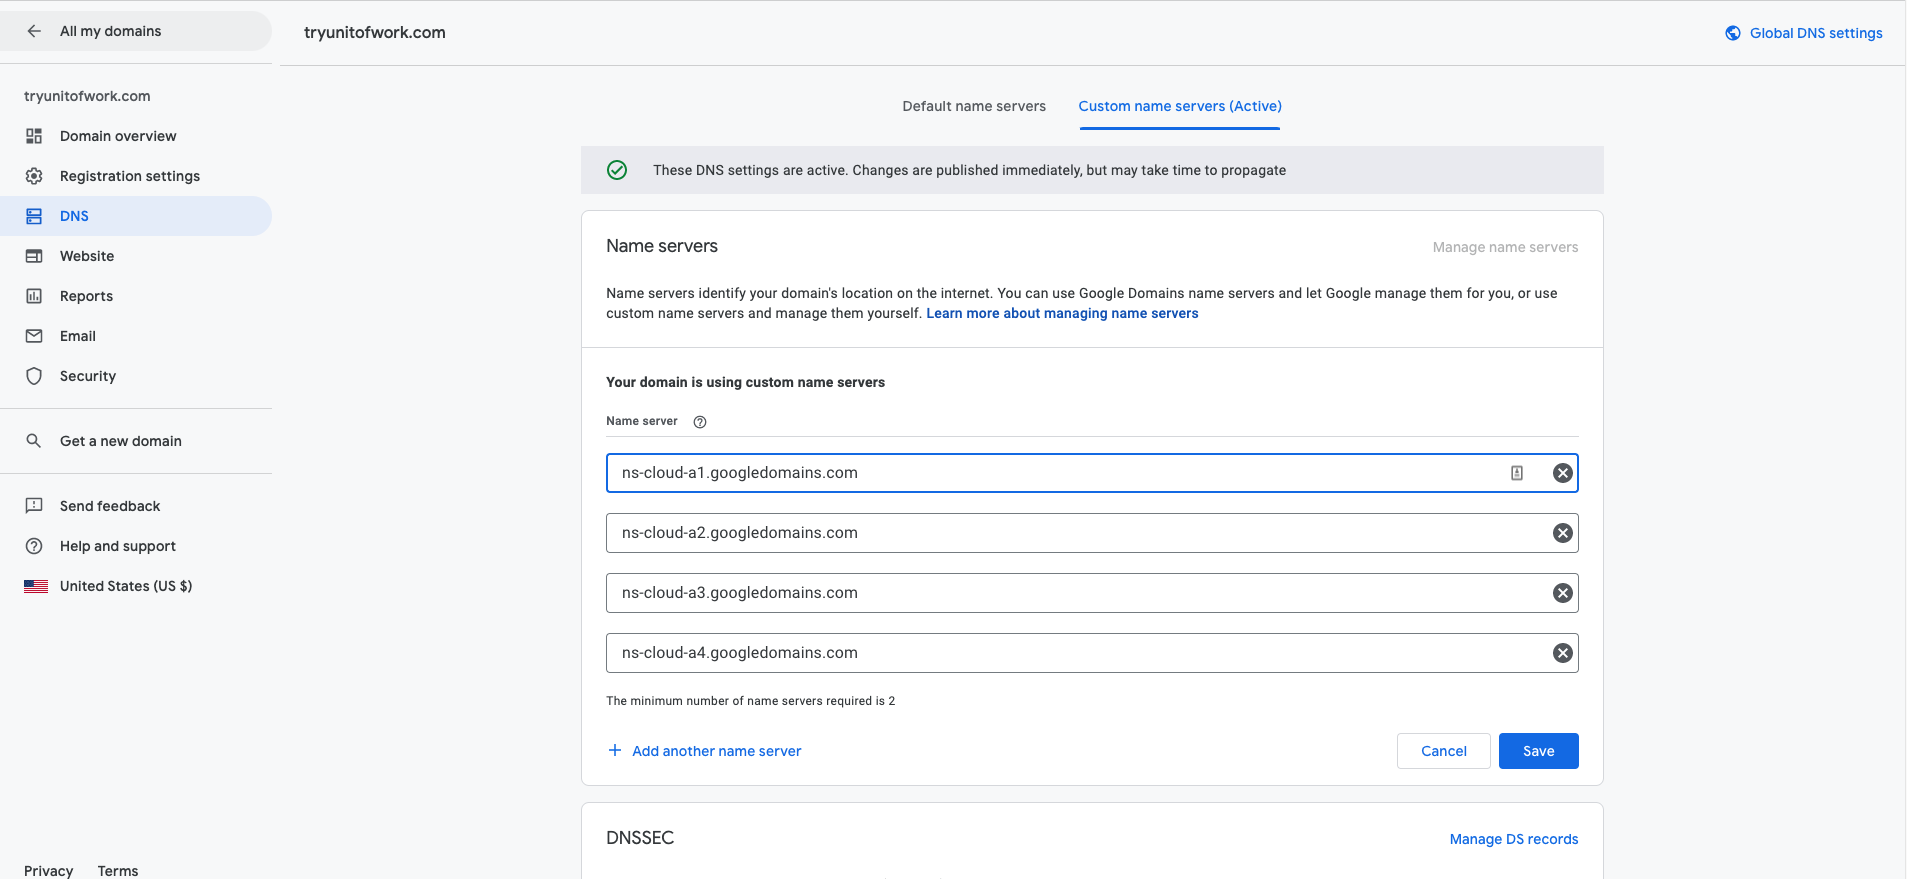 All my domains
tryunitofwork.com
Global DNS settings
tryunitofwork.com
Domain overview
Registration settings
DNS
Website
Reports
Email
Security
Get a new domain
Send feedback
Help and support
United States (US $)
Privacy Terms
Default name servers
Custom name servers (Active)
These DNS settings are active. Changes are published immediately, but may take time to propagate
Name servers
Manage name servers
Name servers identify your domain's location on the internet. You can use Google Domains name servers and let Google manage them for you, or use
custom name servers and manage them yourself. Learn more about managing name servers
Your domain is using custom name servers
Name server
ns-cloud-a1.googledomains.com
ns-cloud-a2.googledomains.com
ns-cloud-a3.googledomains.com
ns-cloud-a4.googledomains.com
The minimum number of name servers required is 2
Add another name server
Cancel
Save
DNSSEC
Manage DS records